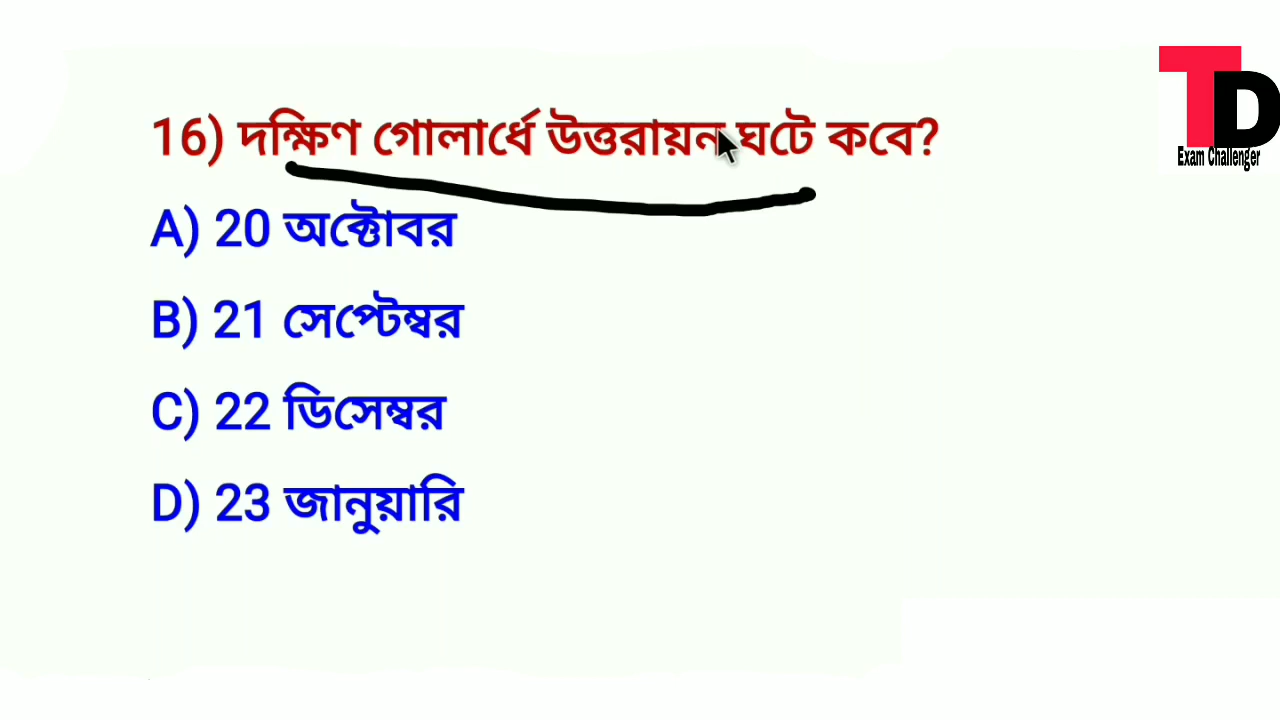 16) দক্ষিণ গোলার্ধে উত্তরায়ন ঘটে কবে?
A) 20 অক্টোবর
B) 21 সেপ্টেম্বর
C) 22 ডিসেম্বর
D) 23 জানুয়ারি
TD
Exam Challenger